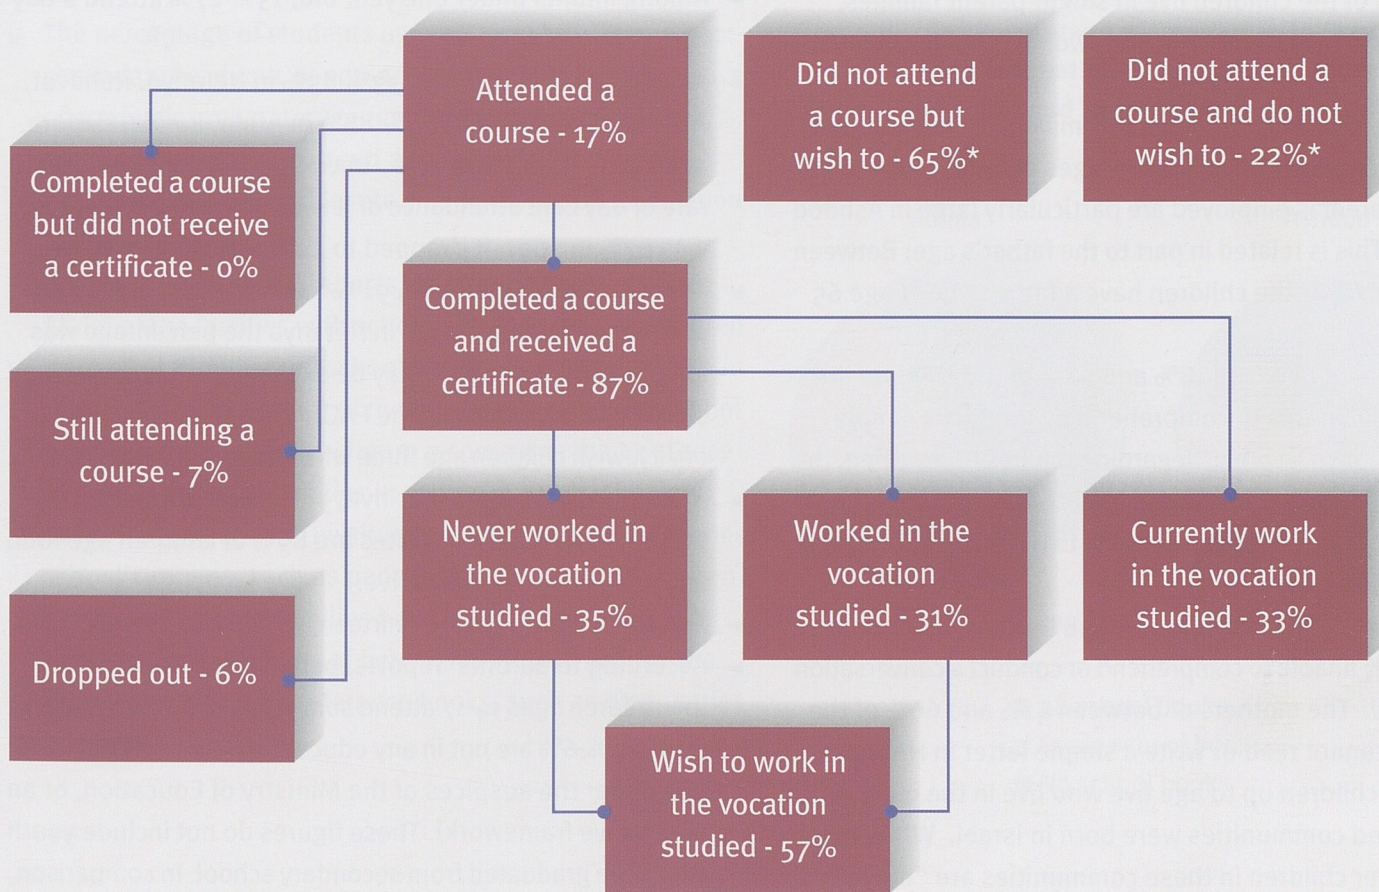 Attended a
course - 17%
Did not attend
a course but
wish to - 65%*
Did not attend a
course and do not
wish to - 22%*
Completed a course
but did not receive
a certificate - 0%
Completed a course
and received a
certificate - 87%
Still attending a
course - 7%
Never worked in
the vocation
studied - 35%
Worked in the
vocation
studied - 31%
Currently work
in the vocation
studied - 33%
Dropped out - 6%
Wish to work in
the vocation
studied - 57%